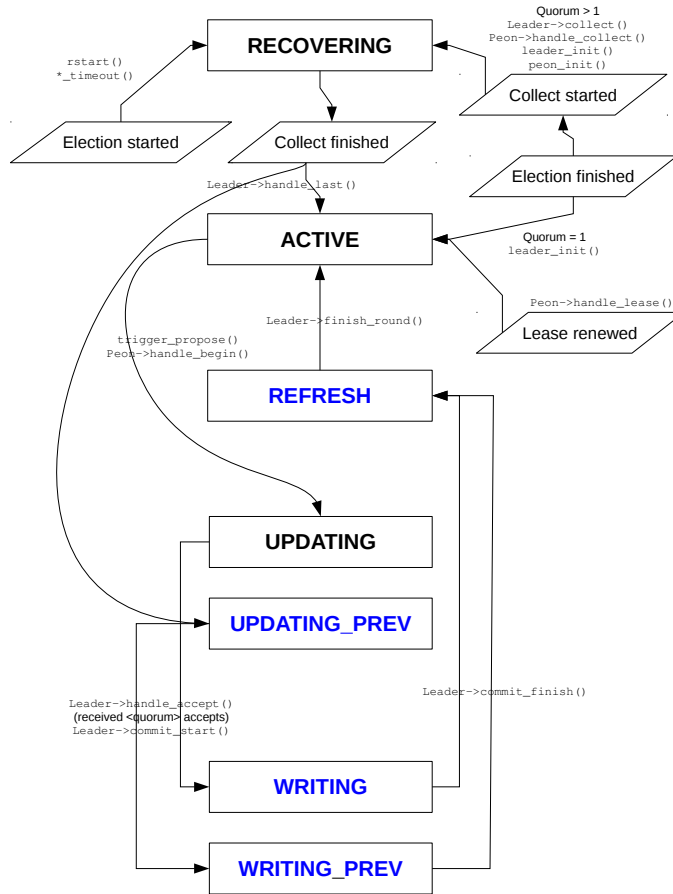 Quorum > 1
Leader->collect()
Peon->handle_collect()
leader_init()
peon_init()
RECOVERING
rstart()
*_timeout()
Collect started
Election started
Collect finished
Election finished
Leader->handle_last()
ACTIVE
Quorum = 1
leader_init()
Peon->handle_lease()
Leader->finish_round()
Lease renewed
trigger_propose()
Peon->handle_begin()
REFRESH
UPDATING
UPDATING_PREV
Leader->handle_accept()
(received <quorum> accepts)
Leader->commit_start()
Leader->commit_finish()
WRITING
WRITING_PREV